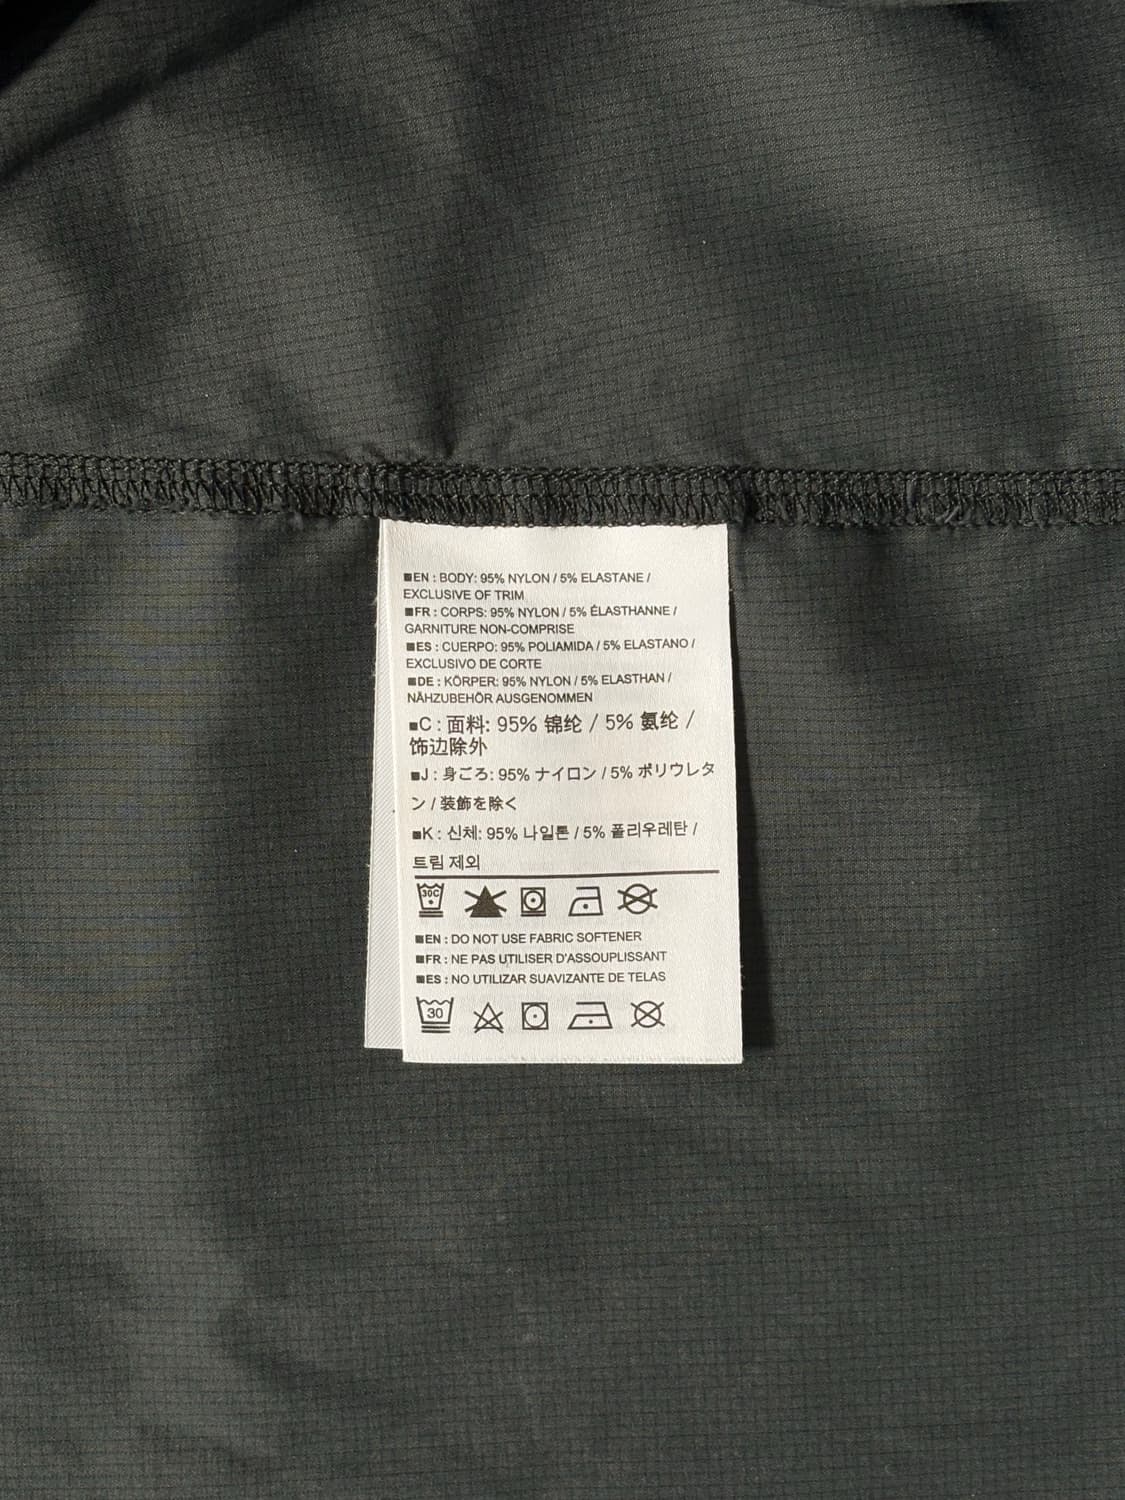 ■EN : BODY: 95% NYLON / 5% ELASTANE /
EXCLUSIVE OF TRIM
■FR : CORPS: 95% NYLON / 5% ÉLASTHANNE /
GARNITURE NON-COMPRISE
■ES : CUERPO: 95% POLIAMIDA / 5% ELASTANO /
EXCLUSIVO DE CORTE
■DE : KÖRPER: 95% NYLON / 5% ELASTHAN /
NÄHZUBEHÖR AUSGENOMMEN
■C : 面料: 95% 锦纶 / 5% 氨纶 /
饰边除外
■J : 身ごろ: 95% ナイロン / 5% ポリウレタ
ン / 装飾を除く
■K : 신체: 95% 나일론 / 5% 폴리우레탄 /
트림 제외
30C
■EN : DO NOT USE FABRIC SOFTENER
■FR : NE PAS UTILISER D'ASSOUPLISSANT
■ES : NO UTILIZAR SUAVIZANTE DE TELAS
30